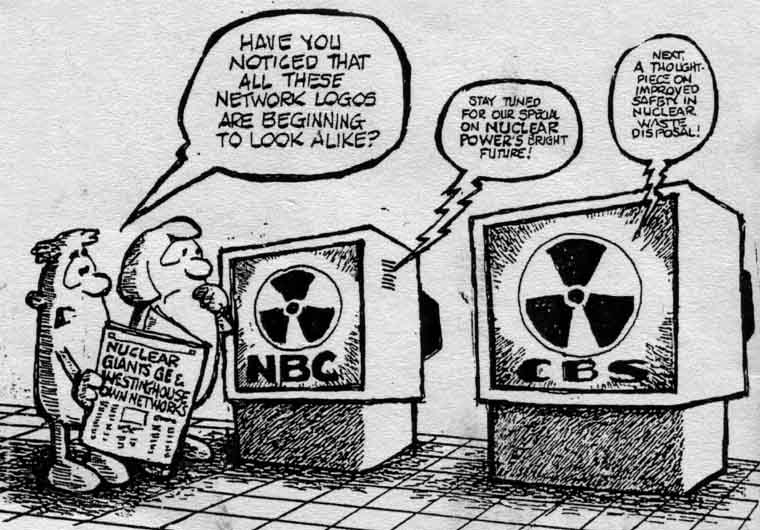 HAVE YOU
NOTICED THAT
ALL THESE
NETWORK LOGOS
ARE BEGINNING
TO LOOK ALIKE?
STAY TUNED
FOR OUR SPECIAL
ON NUCLEAR
POWER'S BRIGHT
FUTURE!
NEXT,
A THOUGHT-
PIECE ON
IMPROVED
SAFETY IN
NUCLEAR
WASTE
DISPOSAL!
NUCLEAR
GIANTS GE &
WESTINGHOUSE
OWN NETWORKS
NBC
CBS